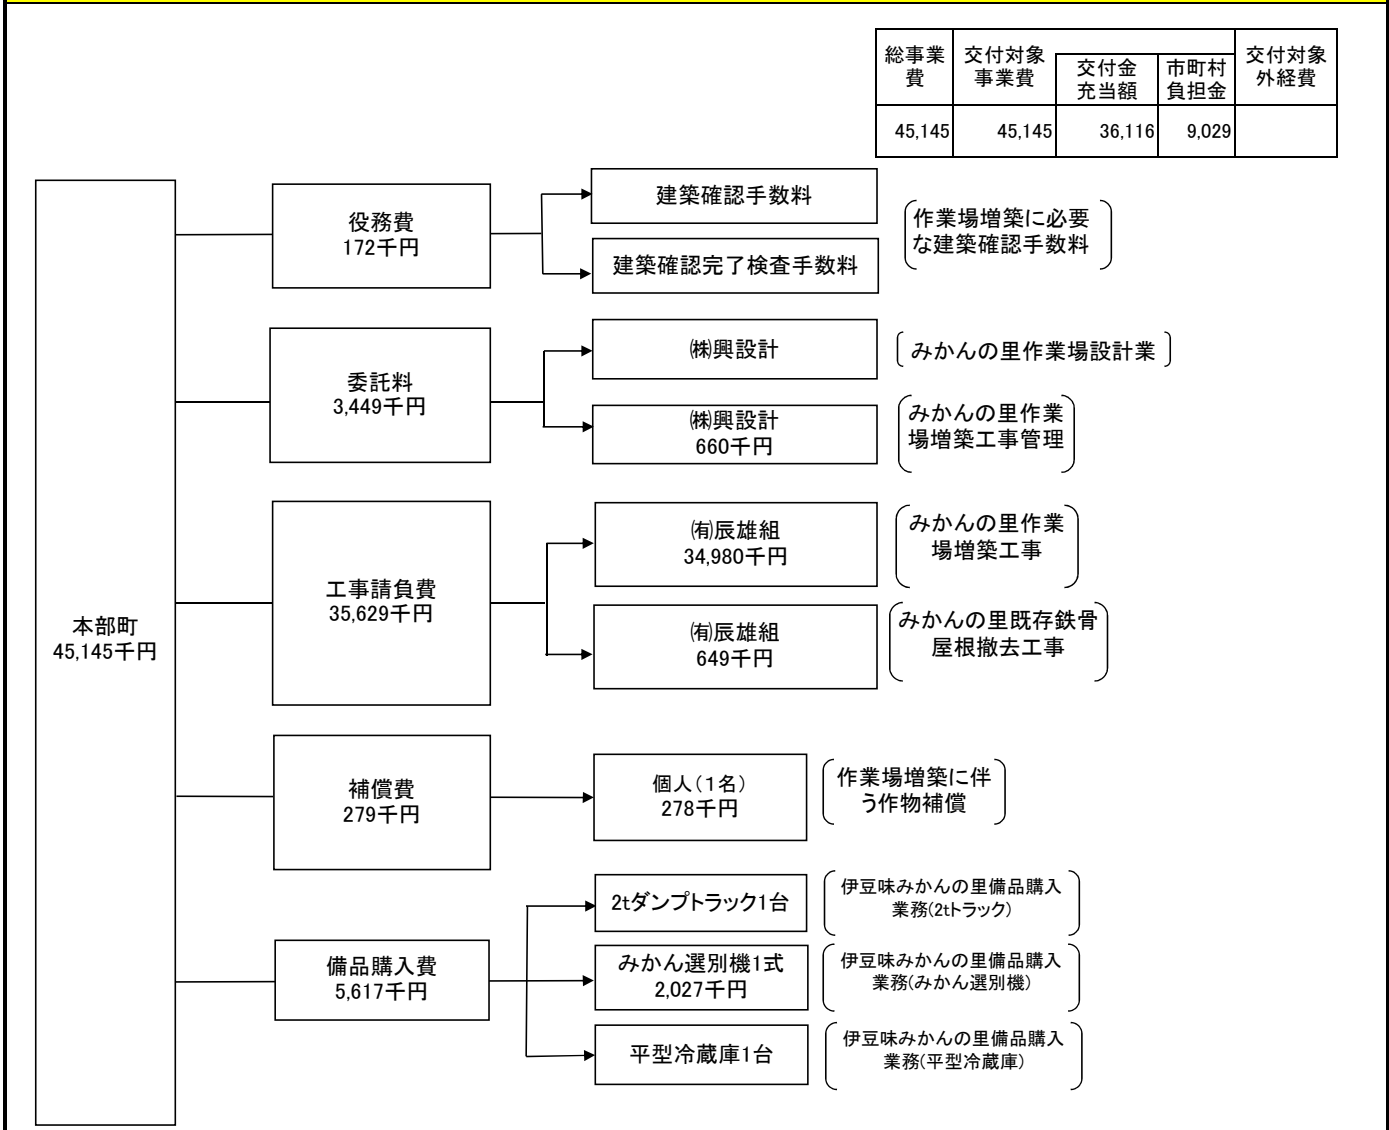 総事業
費
交付対象
事業費
交付金
充当額
市町村
負担金
交付対象
外経費
45,145
45,145
36,116
9,029
本部町
45,145千円
役務費
172千円
建築確認手数料
建築確認完了検査手数料
作業場増築に必要
な建築確認手数料
委託料
3,449千円
㈱興設計
みかんの里作業場設計業
㈱興設計
660千円
みかんの里作業
場増築工事管理
工事請負費
35,629千円
㈲辰雄組
34,980千円
みかんの里作業
場増築工事
㈲辰雄組
649千円
みかんの里既存鉄骨
屋根撤去工事
補償費
279千円
個人(1名)
278千円
作業場増築に伴
う作物補償
備品購入費
5,617千円
2tダンプトラック1台
伊豆味みかんの里備品購入
業務(2tトラック)
みかん選別機1式
2,027千円
伊豆味みかんの里備品購入
業務(みかん選別機)
平型冷蔵庫1台
伊豆味みかんの里備品購入
業務(平型冷蔵庫)